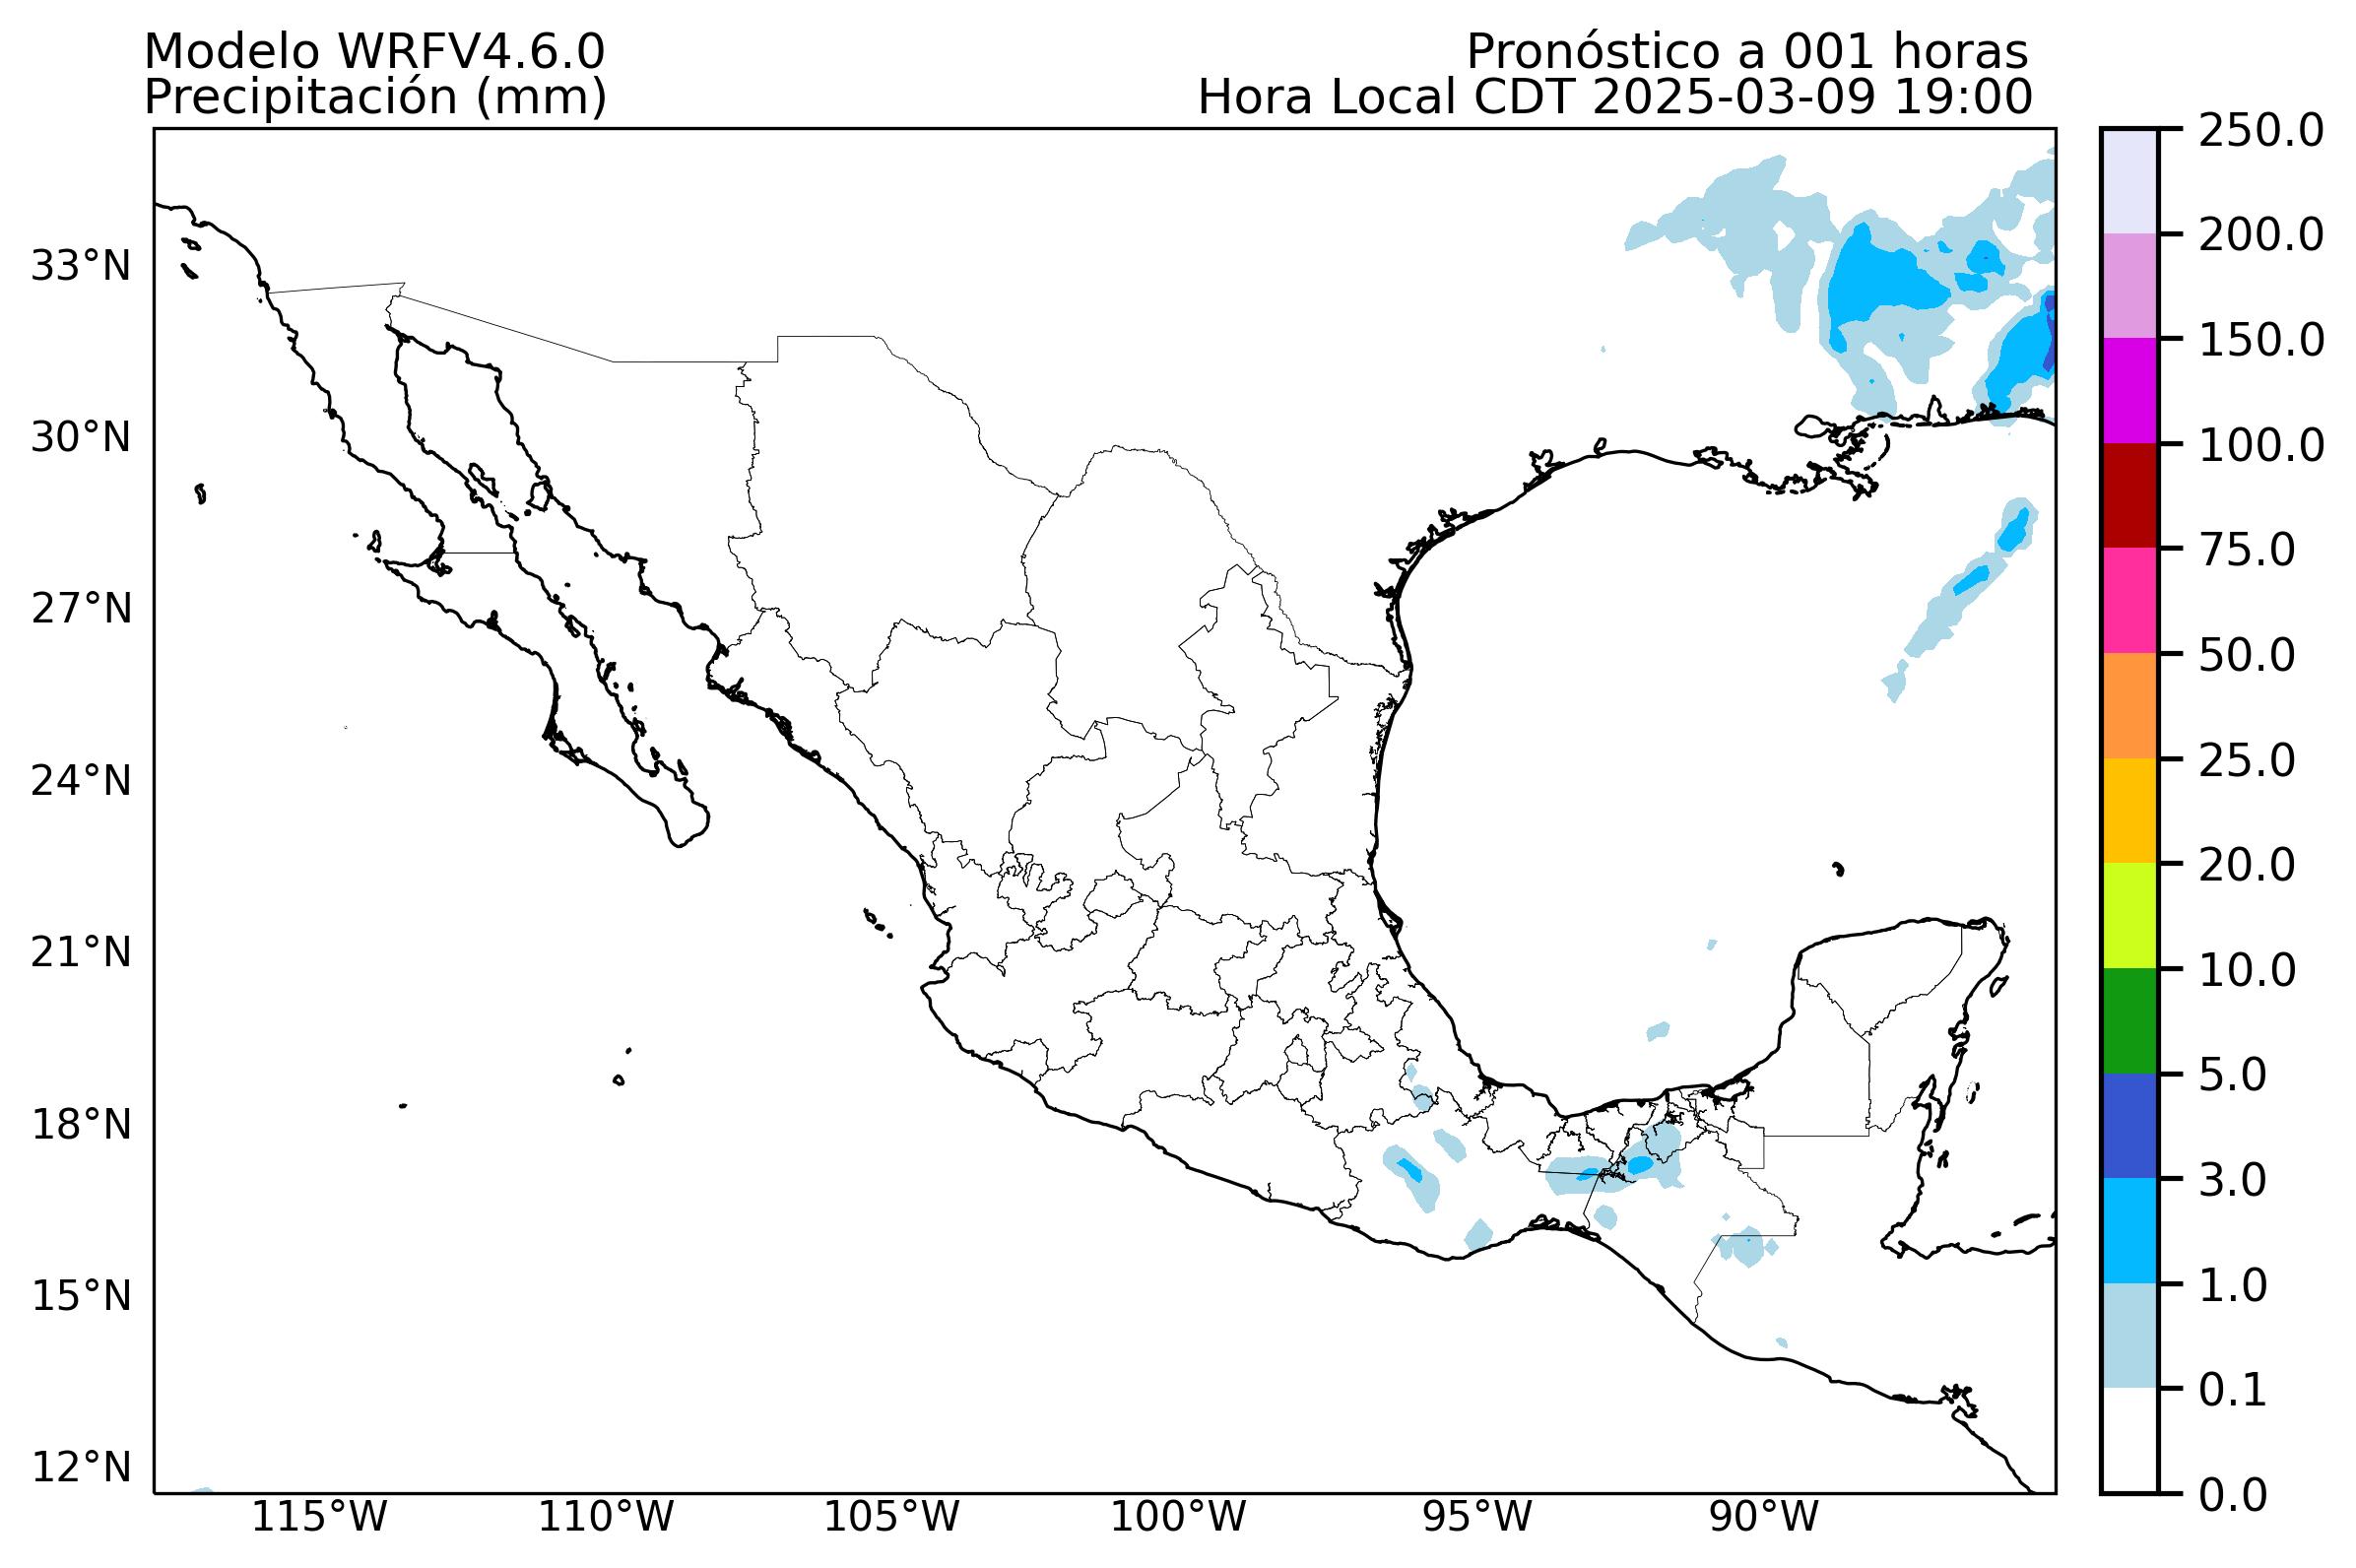 Modelo WRFV4.6.0
Precipitación (mm)
Pronóstico a 001 horas
Hora Local CDT 2025-03-09 19:00
33°N
30°N
27°N
24°N
21°N
18°N
15°N
12°N
115°W
110°W
105°W
100°W
95°W
90°W
250.0
200.0
150.0
100.0
75.0
50.0
25.0
20.0
10.0
5.0
3.0
1.0
0.1
0.0